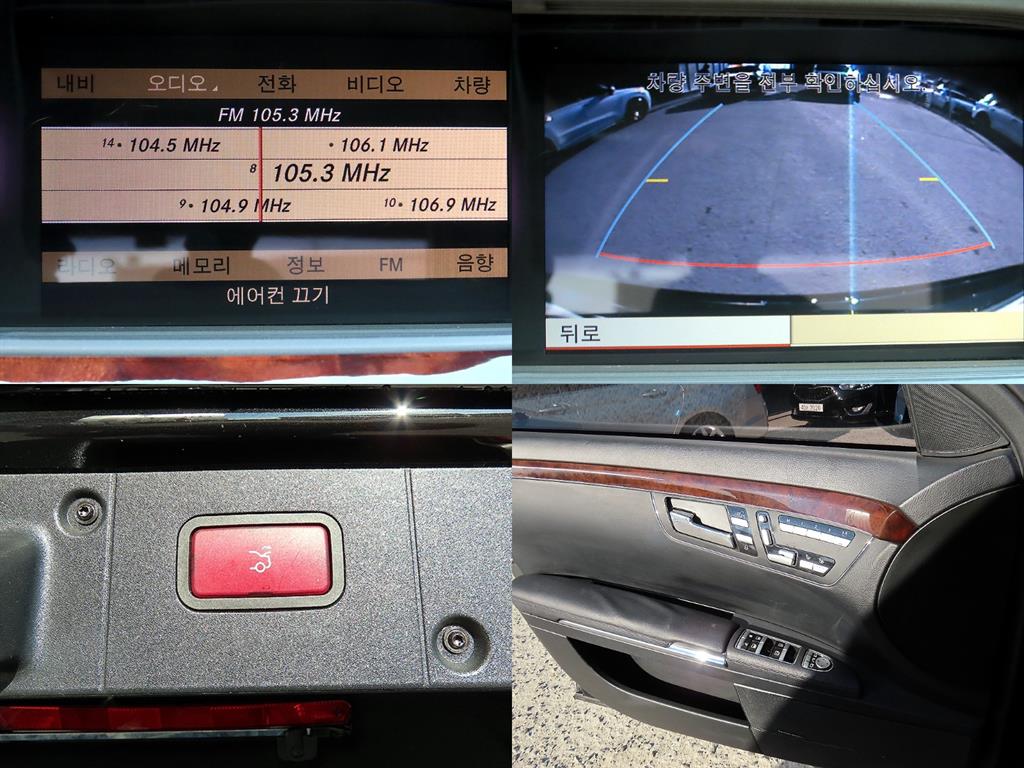 내비 오디오 전화 비디오 차량
FM 105.3 MHz
14 • 104.5 MHz • 106.1 MHz
8 105.3 MHz
9 • 104.9 MHz 10 • 106.9 MHz
라디오 메모리 정보 FM 음향
에어컨 끄기
차량 주변을 전부 확인하십시오.
뒤로